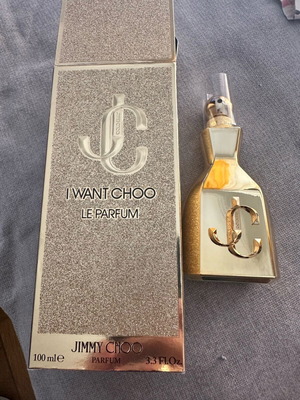 JC
I WANT CHOO
LE PARFUM
JIMMY CHOO
PARFUM
100 ml e 3.3 Fl.Oz.
JC